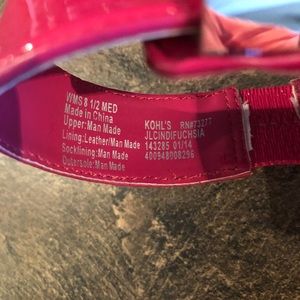 WMS 8 1/2 MED
Made in China
Upper:Man Made
Lining:Leather/Man Made
Socklining:Man Made
Outersole:Man Made
KOHL'S RN#73277
JLCINDIFUCHSIA
143285 01/14
400948008296